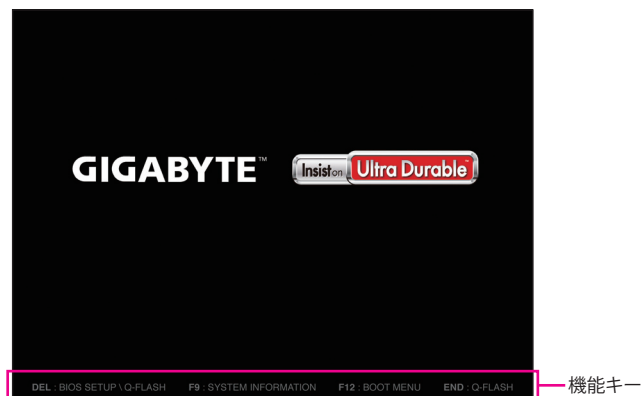 GIGABYTE™ Insist on Ultra Durable™
DEL : BIOS SETUP \ Q-FLASH F9 : SYSTEM INFORMATION F12 : BOOT MENU END : Q-FLASH
機能キー